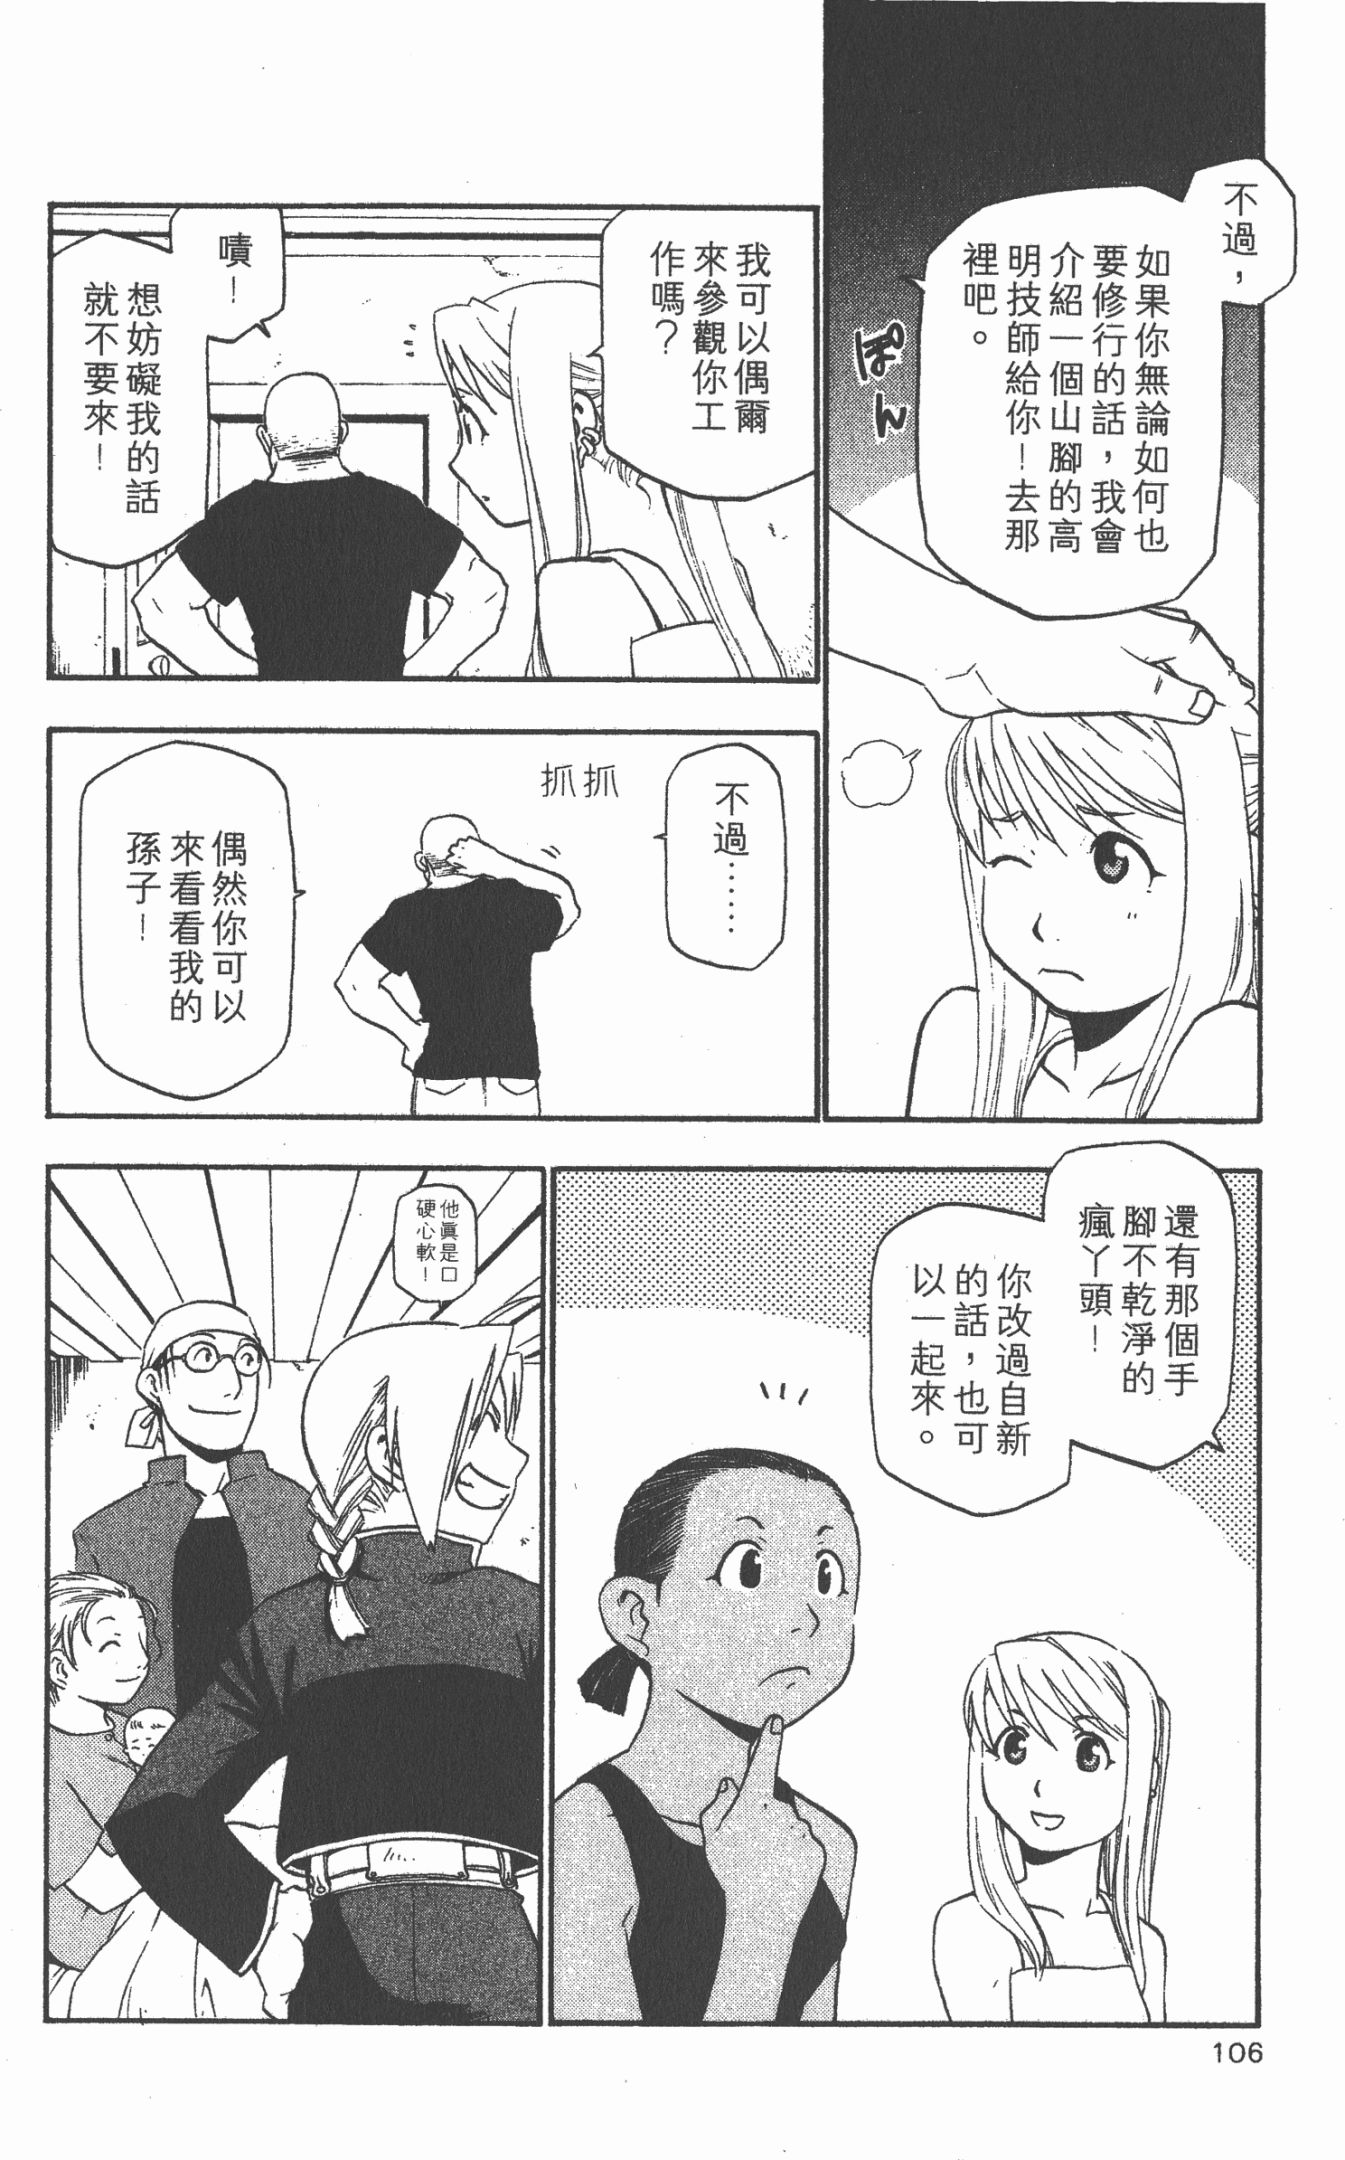 不過，
如果你無論如何也
要修行的話，我會
介紹一個山腳的高
明技師給你！去那
裡吧。
ぽん
我可以偶爾
來參觀你工
作嗎？
嘖！
想妨礙我的話
就不要來！
不過……
抓抓
偶然你可以
來看看我的
孫子！
還有那個手
腳不乾淨的
瘋丫頭！
你改過自新
的話，也可
以一起來。
他真是口
硬心軟！
106